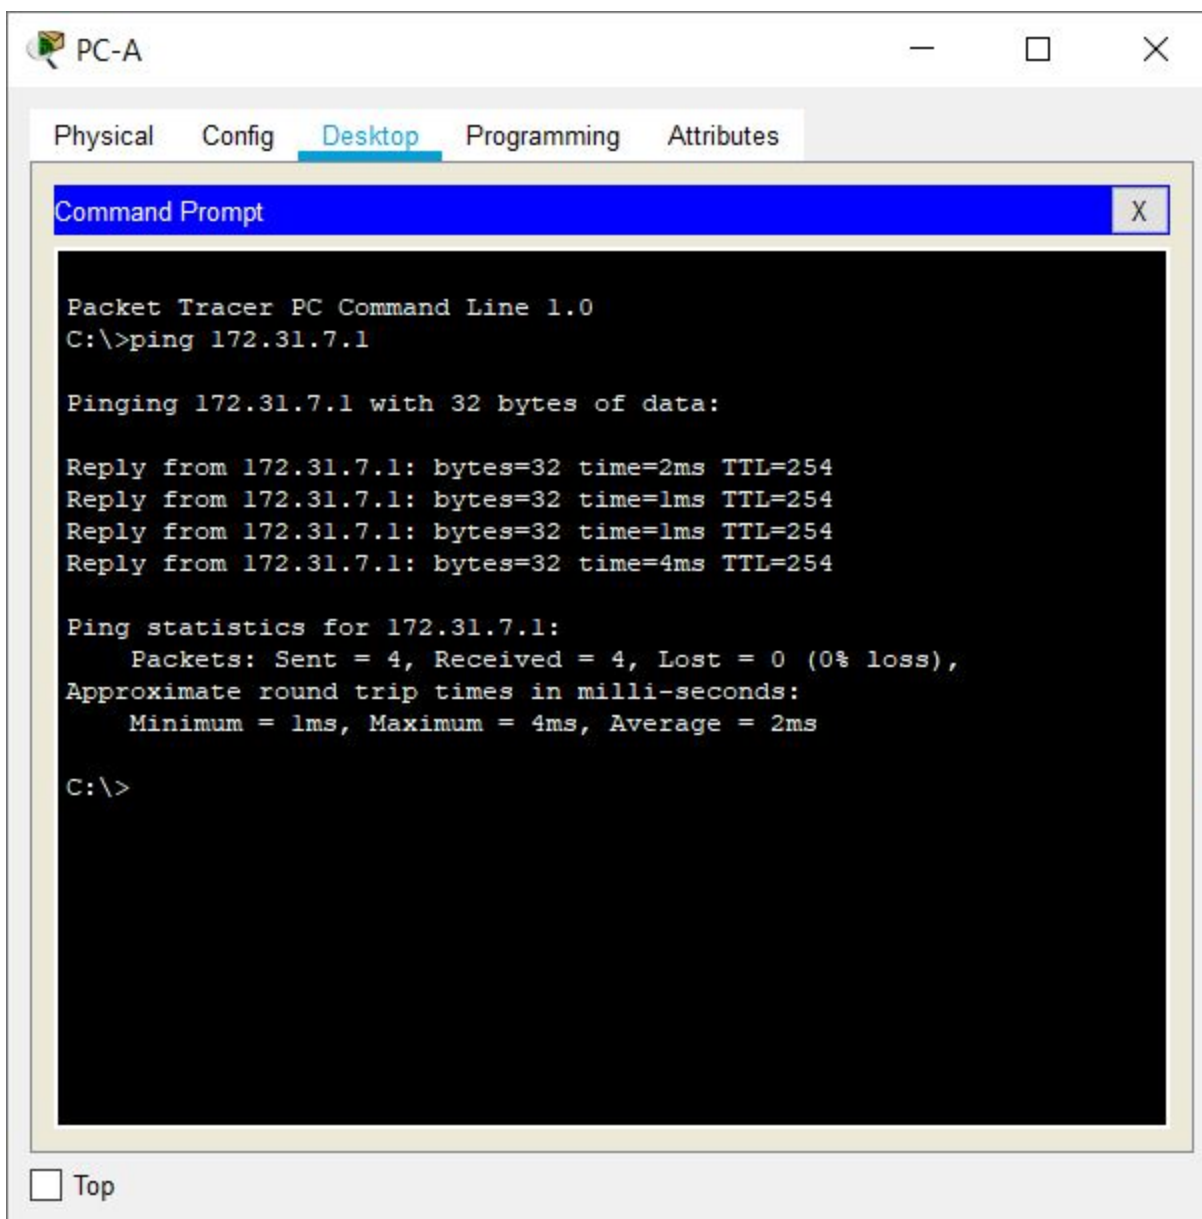 PC-A
Physical Config Desktop Programming Attributes
Command Prompt X
Packet Tracer PC Command Line 1.0
C:\>ping 172.31.7.1
Pinging 172.31.7.1 with 32 bytes of data:
Reply from 172.31.7.1: bytes=32 time=2ms TTL=254
Reply from 172.31.7.1: bytes=32 time=1ms TTL=254
Reply from 172.31.7.1: bytes=32 time=1ms TTL=254
Reply from 172.31.7.1: bytes=32 time=4ms TTL=254
Ping statistics for 172.31.7.1:
Packets: Sent = 4, Received = 4, Lost = 0 (0% loss),
Approximate round trip times in milli-seconds:
Minimum = 1ms, Maximum = 4ms, Average = 2ms
C:\>
Top